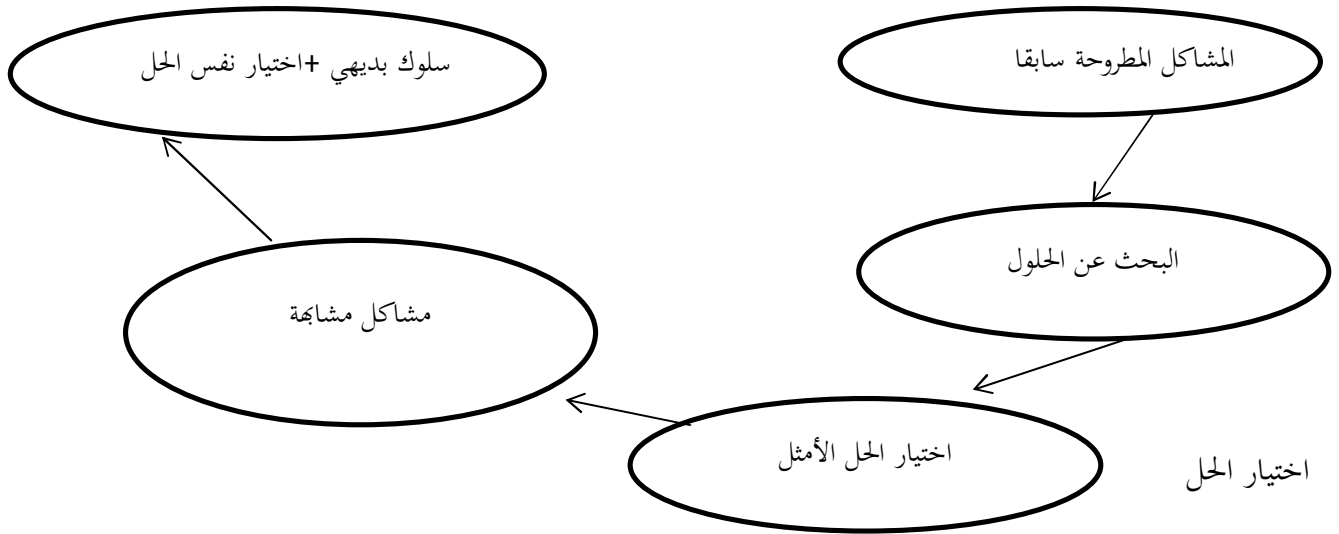 المشاكل المطروحة سابقا
سلوك بديهي +اختيار نفس الحل
البحث عن الحلول
مشاكل مشابهة
اختيار الحل الأمثل
اختيار الحل